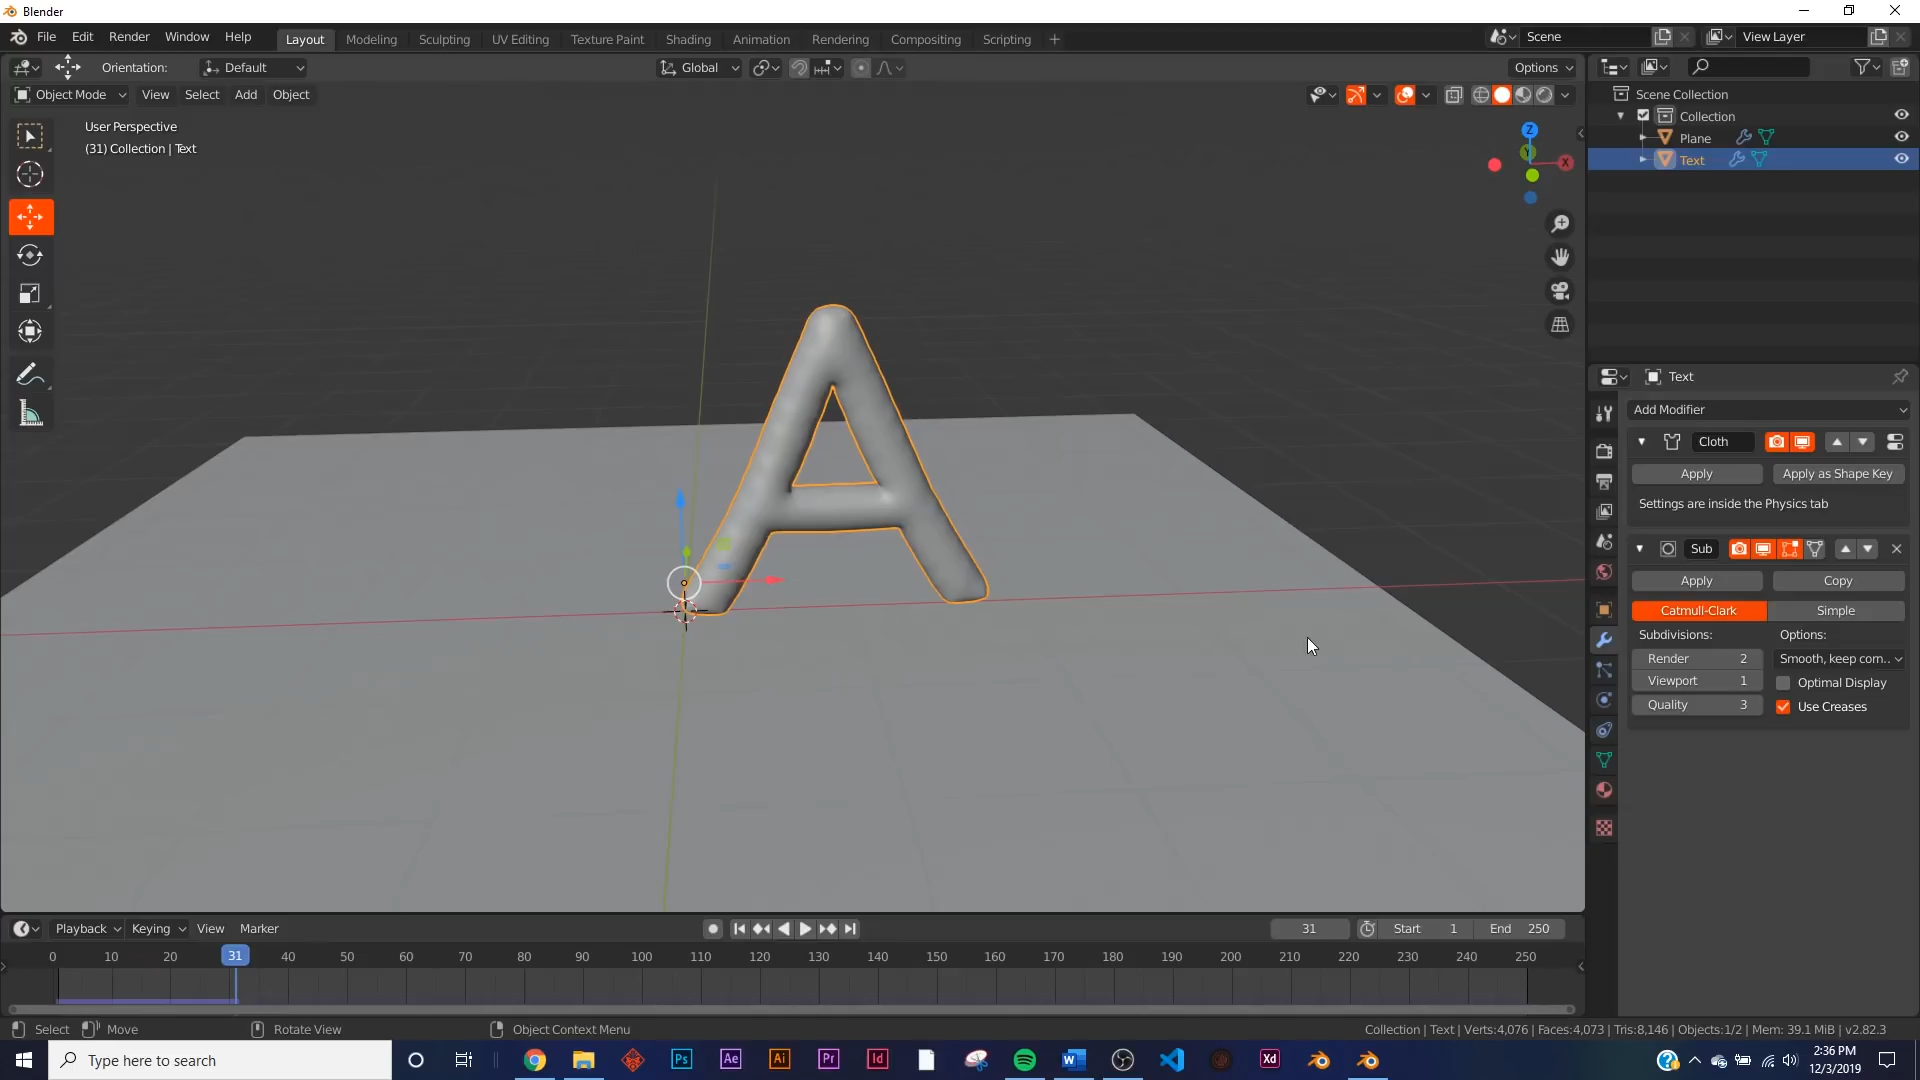 Blender
File Edit Render Window Help
Layout Modeling Sculpting UV Editing Texture Paint Shading Animation Rendering Compositing Scripting +
Scene
View Layer
Orientation: Default
Global
Options
Object Mode View Select Add Object
User Perspective
(31) Collection | Text
Z
Y
X
Scene Collection
Collection
Plane
Text
Text
Add Modifier
Cloth
Apply
Apply as Shape Key
Settings are inside the Physics tab
Sub
Apply
Copy
Catmull-Clark
Simple
Subdivisions:
Options:
Render 2
Smooth, keep corn..
Viewport 1
Optimal Display
Quality 3
Use Creases
A
Playback Keying View Marker
31
Start 1
End 250
0 10 20 31 40 50 60 70 80 90 100 110 120 130 140 150 160 170 180 190 200 210 220 230 240 250
Select Move Rotate View Object Context Menu
Collection | Text | Verts:4,076 | Faces:4,073 | Tris:8,146 | Objects:1/2 | Mem: 39.1 MiB | v2.82.3
Type here to search
Ps Ae Ai Pr Id W Xd
2:36 PM
12/3/2019